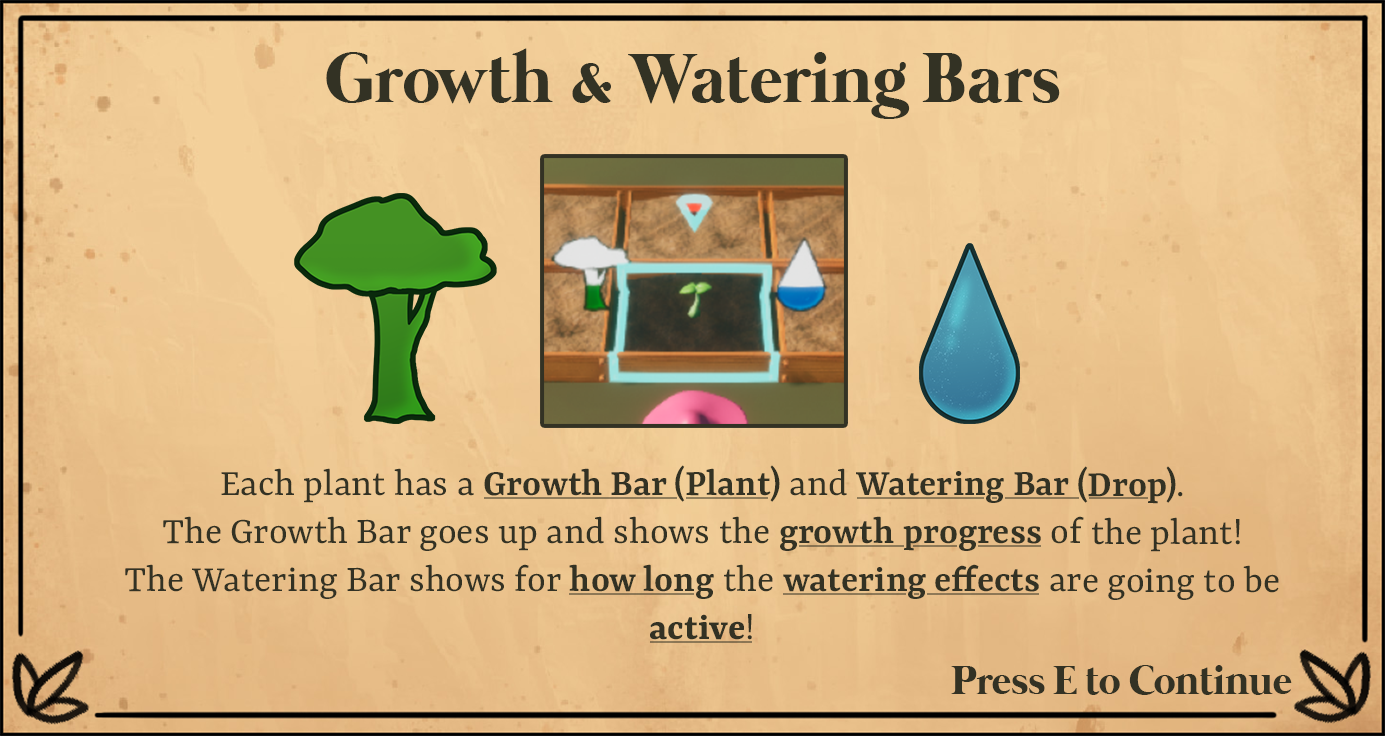 Growth & Watering Bars
Each plant has a Growth Bar (Plant) and Watering Bar (Drop).
The Growth Bar goes up and shows the growth progress of the plant!
The Watering Bar shows for how long the watering effects are going to be
active!
Press E to Continue